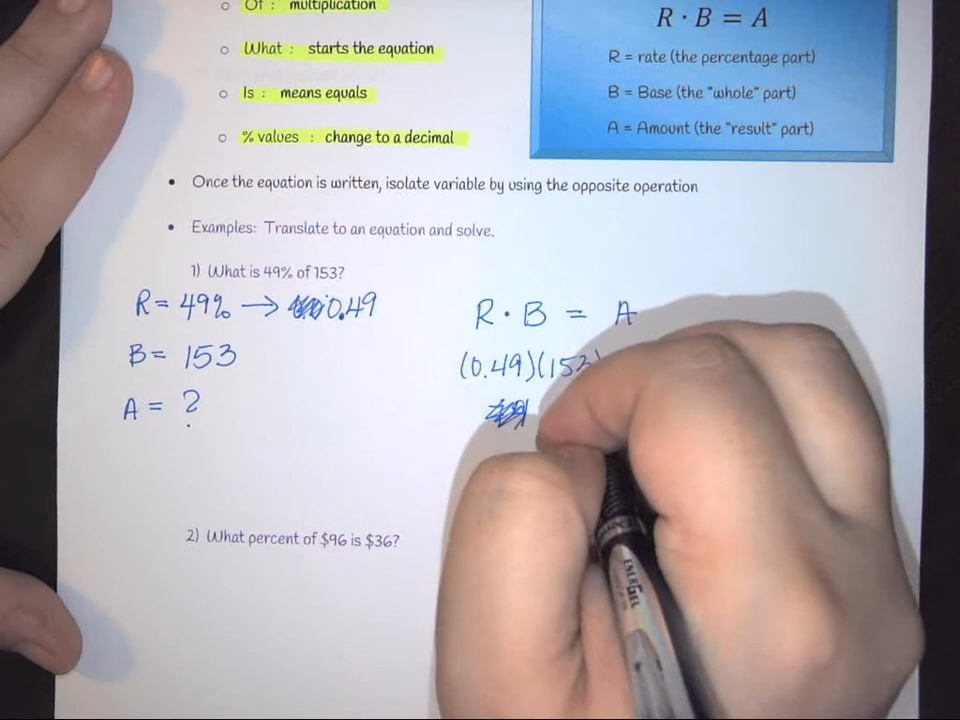 Of : multiplication
What : starts the equation
Is : means equals
% values : change to a decimal
R · B = A
R = rate (the percentage part)
B = Base (the "whole" part)
A = Amount (the "result" part)
Once the equation is written, isolate variable by using the opposite operation
Examples: Translate to an equation and solve.
1) What is 49% of 153?
R = 49% → 0.49
B = 153
A = ?
R · B = A
(0.49)(153)
2) What percent of $96 is $36?
ENERGEL